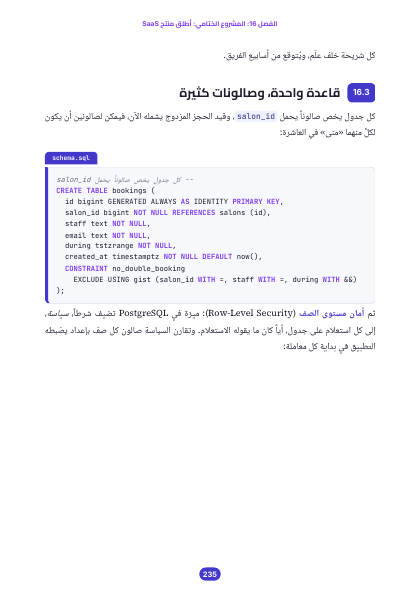 الفصل 16: المشروع الختامي: أطلق منتج SaaS
كل شريحة خلف علَم، ويُتوقع من أسابيع الفريق.
16.3 قاعدة واحدة، وصالونات كثيرة
كل جدول يخص صالوناً يحمل salon_id، وقيد الحجز المزدوج يشمله الآن، فيمكن لصالونين أن يكون
لكلٍّ منهما «منى» في العاشرة:
schema.sql
-- كل جدول يخص صالوناً يحمل salon_id
CREATE TABLE bookings (
  id bigint GENERATED ALWAYS AS IDENTITY PRIMARY KEY,
  salon_id bigint NOT NULL REFERENCES salons (id),
  staff text NOT NULL,
  email text NOT NULL,
  during tstzrange NOT NULL,
  created_at timestamptz NOT NULL DEFAULT now(),
  CONSTRAINT no_double_booking
    EXCLUDE USING gist (salon_id WITH =, staff WITH =, during WITH &&)
);
ثم أمان مستوى الصف (Row-Level Security): ميزة في PostgreSQL تضيف شرطاً، سياسة،
إلى كل استعلام على جدول، أياً كان ما يقوله الاستعلام. وتقارن السياسة صالون كل صف بإعداد يضبطه
التطبيق في بداية كل معاملة:
235